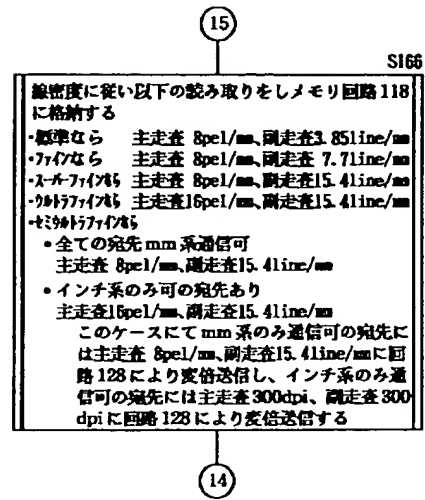 15
S166
線密度に従い以下の読み取りをしメモリ回路118
に格納する
・標準なら 主走査 8pel/mm、副走査3.85line/mm
・ファインなら 主走査 8pel/mm、副走査 7.7line/mm
・スーパーファインなら 主走査 8pel/mm、副走査15.4line/mm
・ウルトラファインなら 主走査16pel/mm、副走査15.4line/mm
・セミウルトラファインなら
• 全ての宛先 mm 系通信可
主走査 8pel/mm、副走査15.4line/mm
• インチ系のみ可の宛先あり
主走査16pel/mm、副走査15.4line/mm
このケースにて mm 系のみ通信可の宛先に
は主走査 8pel/mm、副走査15.4line/mmに回
路128により変倍送信し、インチ系のみ通
信可の宛先には主走査300dpi、副走査300
dpiに回路128により変倍送信する
14